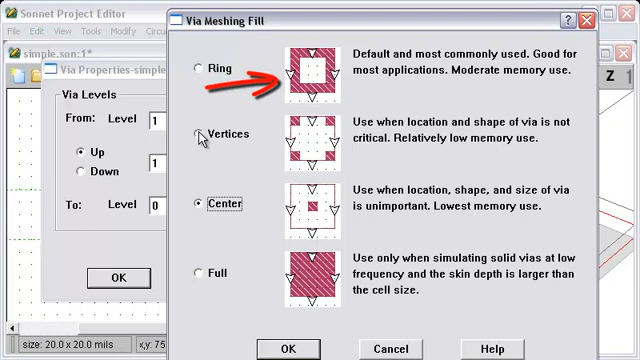 Sonnet Project Editor
File Edit View Tools Modify Circuit
simple.son:1*
Via Properties-simple
Via Levels
From: Level 1
Up
Down
1
To: Level 0
OK
size: 20.0 x 20.0 mils
x,y: 75
Z
Via Meshing Fill
Ring
Default and most commonly used. Good for
most applications. Moderate memory use.
Vertices
Use when location and shape of via is not
critical. Relatively low memory use.
Center
Use when location, shape, and size of via
is unimportant. Lowest memory use.
Full
Use only when simulating solid vias at low
frequency and the skin depth is larger than
the cell size.
OK
Cancel
Help